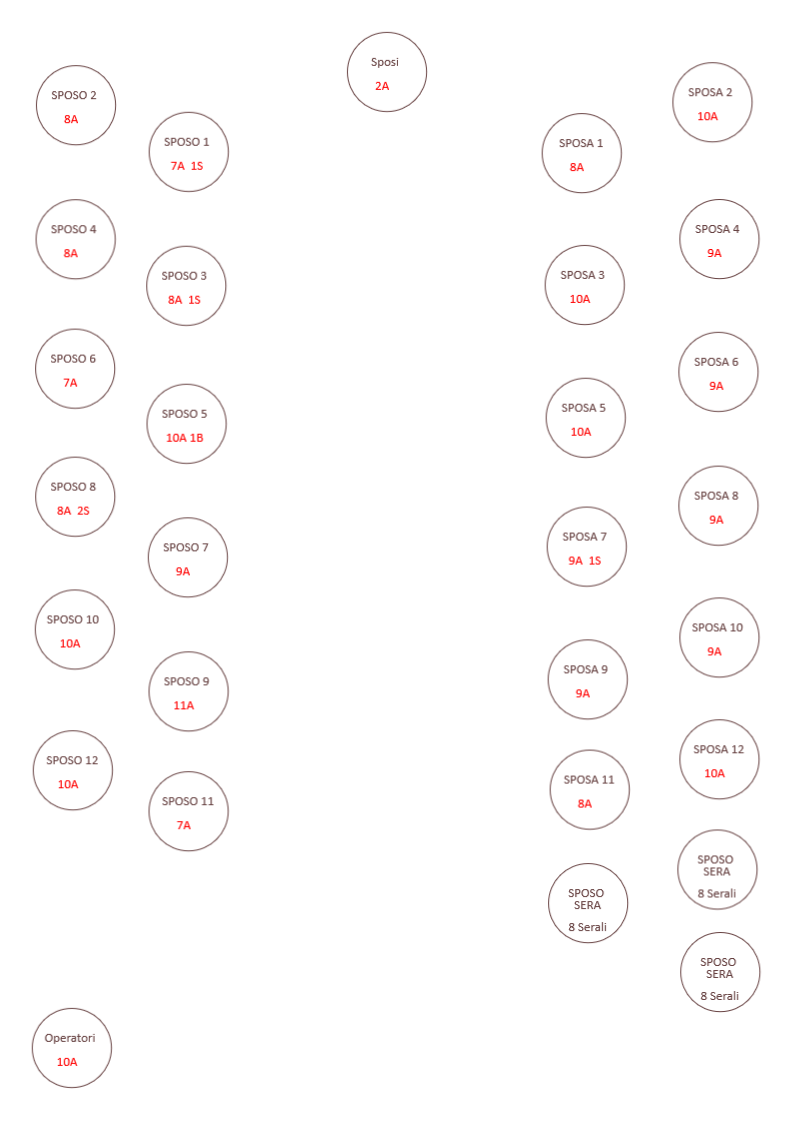 Sposi
2A
SPOSO 2
8A
SPOSO 1
7A 1S
SPOSA 1
8A
SPOSA 2
10A
SPOSO 4
8A
SPOSO 3
8A 1S
SPOSA 3
10A
SPOSA 4
9A
SPOSO 6
7A
SPOSO 5
10A 1B
SPOSA 5
10A
SPOSA 6
9A
SPOSO 8
8A 2S
SPOSO 7
9A
SPOSA 7
9A 1S
SPOSA 8
9A
SPOSO 10
10A
SPOSO 9
11A
SPOSA 9
9A
SPOSA 10
9A
SPOSO 12
10A
SPOSO 11
7A
SPOSA 11
8A
SPOSA 12
10A
SPOSO
SERA
8 Serali
SPOSO
SERA
8 Serali
SPOSO
SERA
8 Serali
Operatori
10A